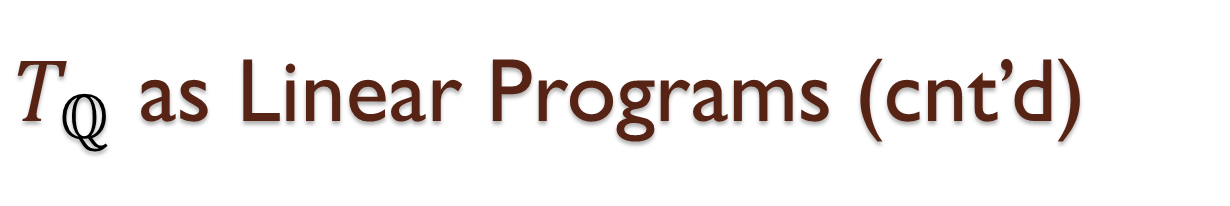 T_ℚ as Linear Programs (cnt’d)